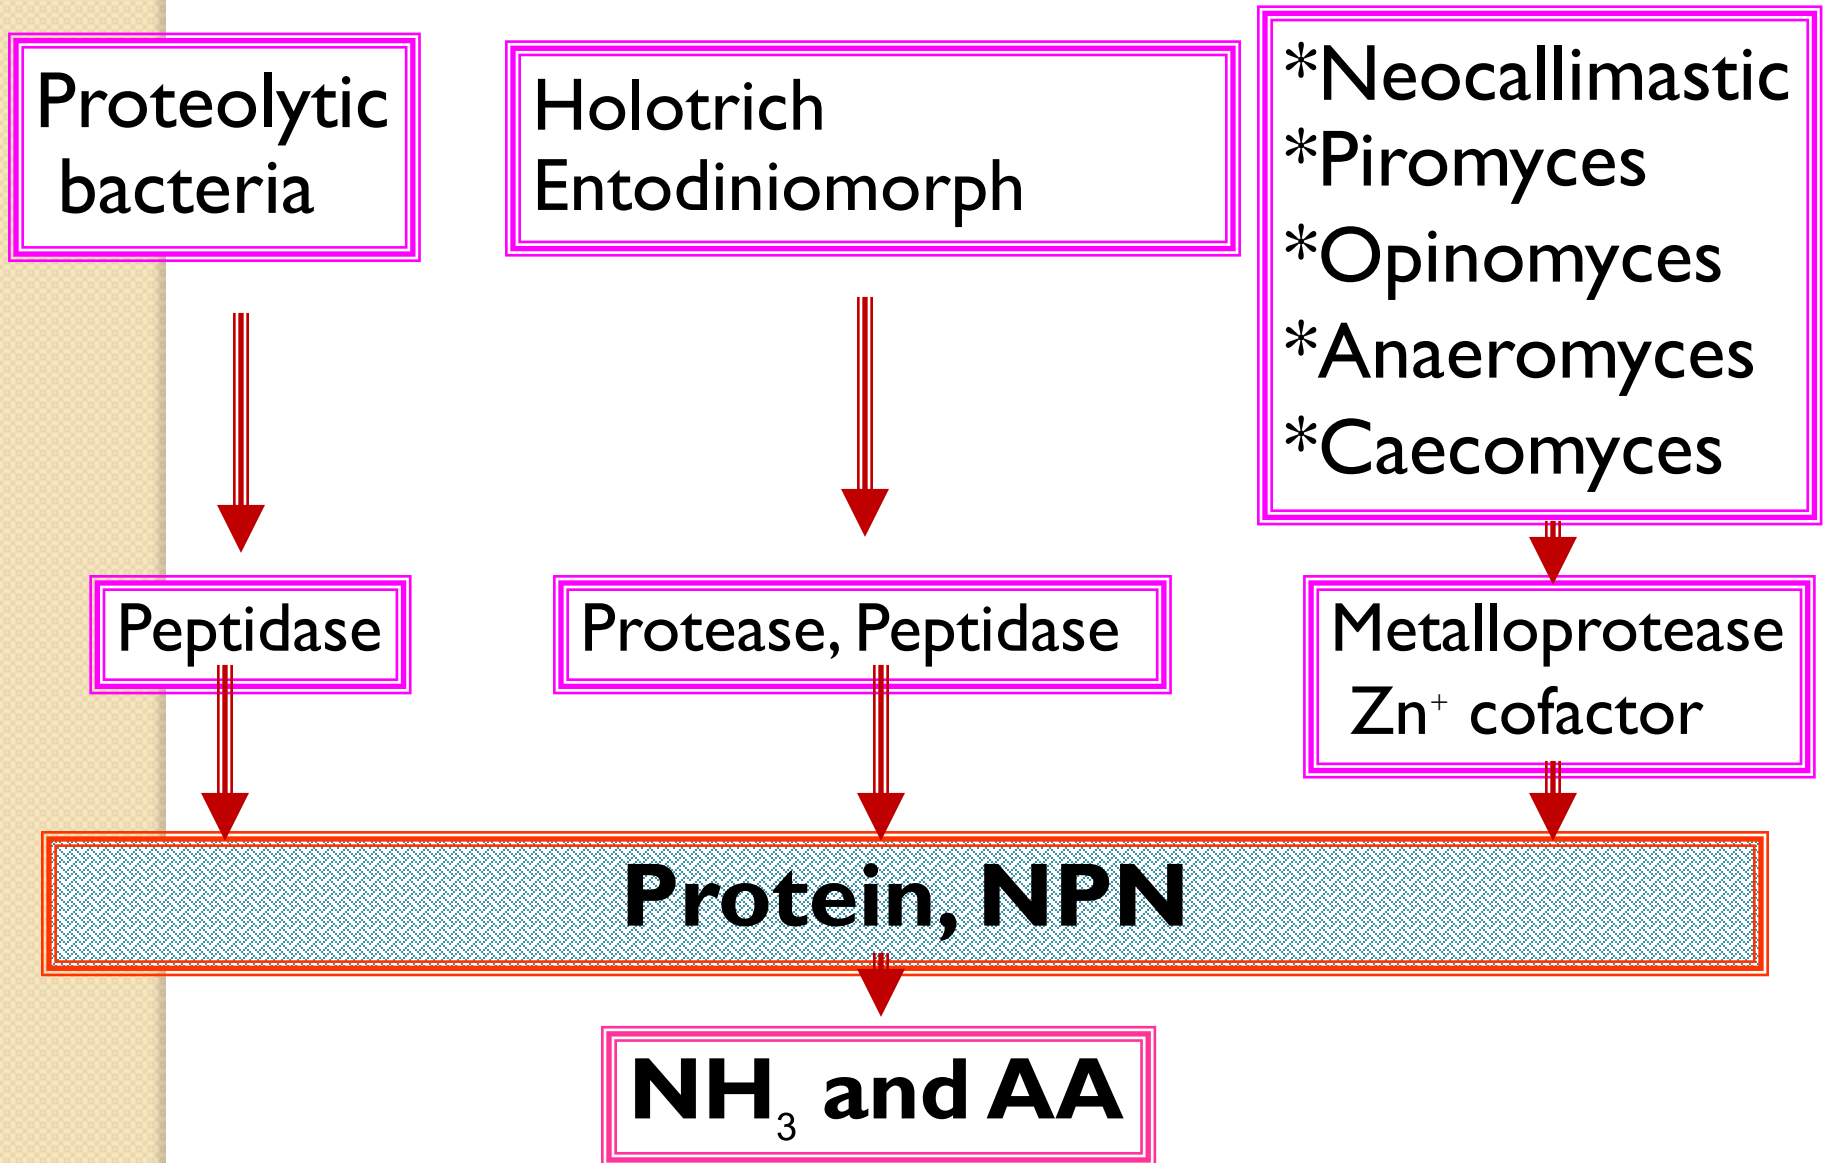 Proteolytic
bacteria
Holotrich
Entodiniomorph
*Neocallimastic
*Piromyces
*Opinomyces
*Anaeromyces
*Caecomyces
Peptidase
Protease, Peptidase
Metalloprotease
Zn⁺ cofactor
Protein, NPN
NH₃ and AA